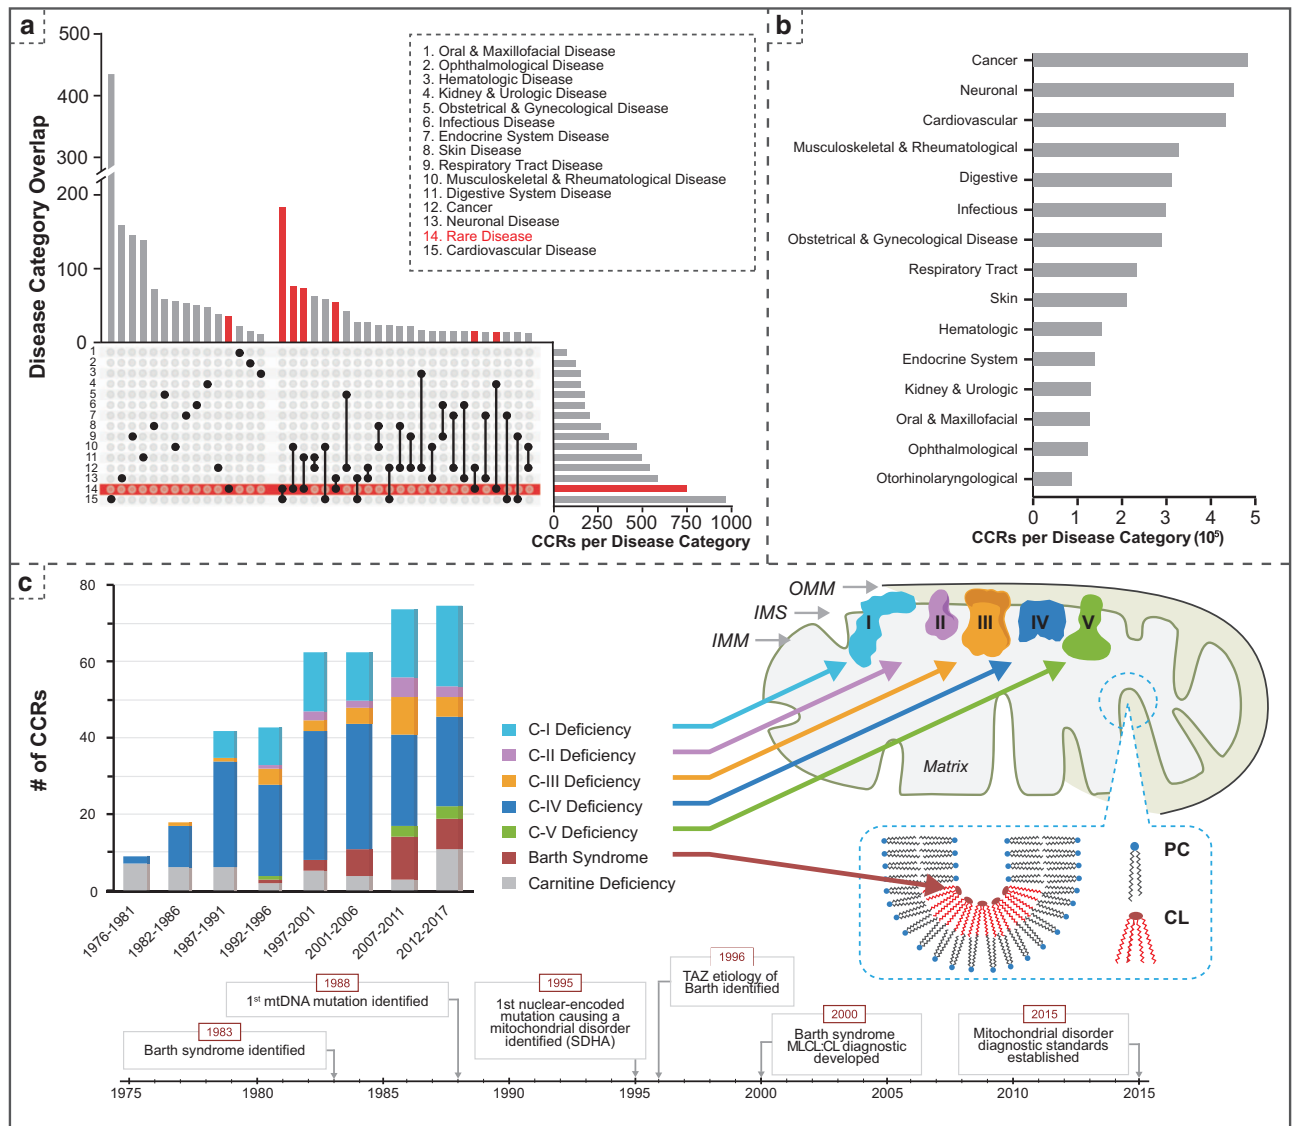 a
500
400
300
200
100
0
Disease Category Overlap
1. Oral & Maxillofacial Disease
2. Ophthalmological Disease
3. Hematologic Disease
4. Kidney & Urologic Disease
5. Obstetrical & Gynecological Disease
6. Infectious Disease
7. Endocrine System Disease
8. Skin Disease
9. Respiratory Tract Disease
10. Musculoskeletal & Rheumatological Disease
11. Digestive System Disease
12. Cancer
13. Neuronal Disease
14. Rare Disease
15. Cardiovascular Disease
1
2
3
4
5
6
7
8
9
10
11
12
13
14
15
0 250 500 750 1000
CCRs per Disease Category
b
Cancer
Neuronal
Cardiovascular
Musculoskeletal & Rheumatological
Digestive
Infectious
Obstetrical & Gynecological Disease
Respiratory Tract
Skin
Hematologic
Endocrine System
Kidney & Urologic
Oral & Maxillofacial
Ophthalmological
Otorhinolaryngological
0 1 2 3 4 5
CCRs per Disease Category (10⁵)
c
80
60
40
20
0
# of CCRs
1976-1981
1982-1986
1987-1991
1992-1996
1997-2001
2001-2006
2007-2011
2012-2017
C-I Deficiency
C-II Deficiency
C-III Deficiency
C-IV Deficiency
C-V Deficiency
Barth Syndrome
Carnitine Deficiency
OMM
IMS
IMM
I II III IV V
Matrix
PC
CL
1983
Barth syndrome identified
1988
1st mtDNA mutation identified
1995
1st nuclear-encoded
mutation causing a
mitochondrial disorder
identified (SDHA)
1996
TAZ etiology of
Barth identified
2000
Barth syndrome
MLCL:CL diagnostic
developed
2015
Mitochondrial disorder
diagnostic standards
established
1975 1980 1985 1990 1995 2000 2005 2010 2015